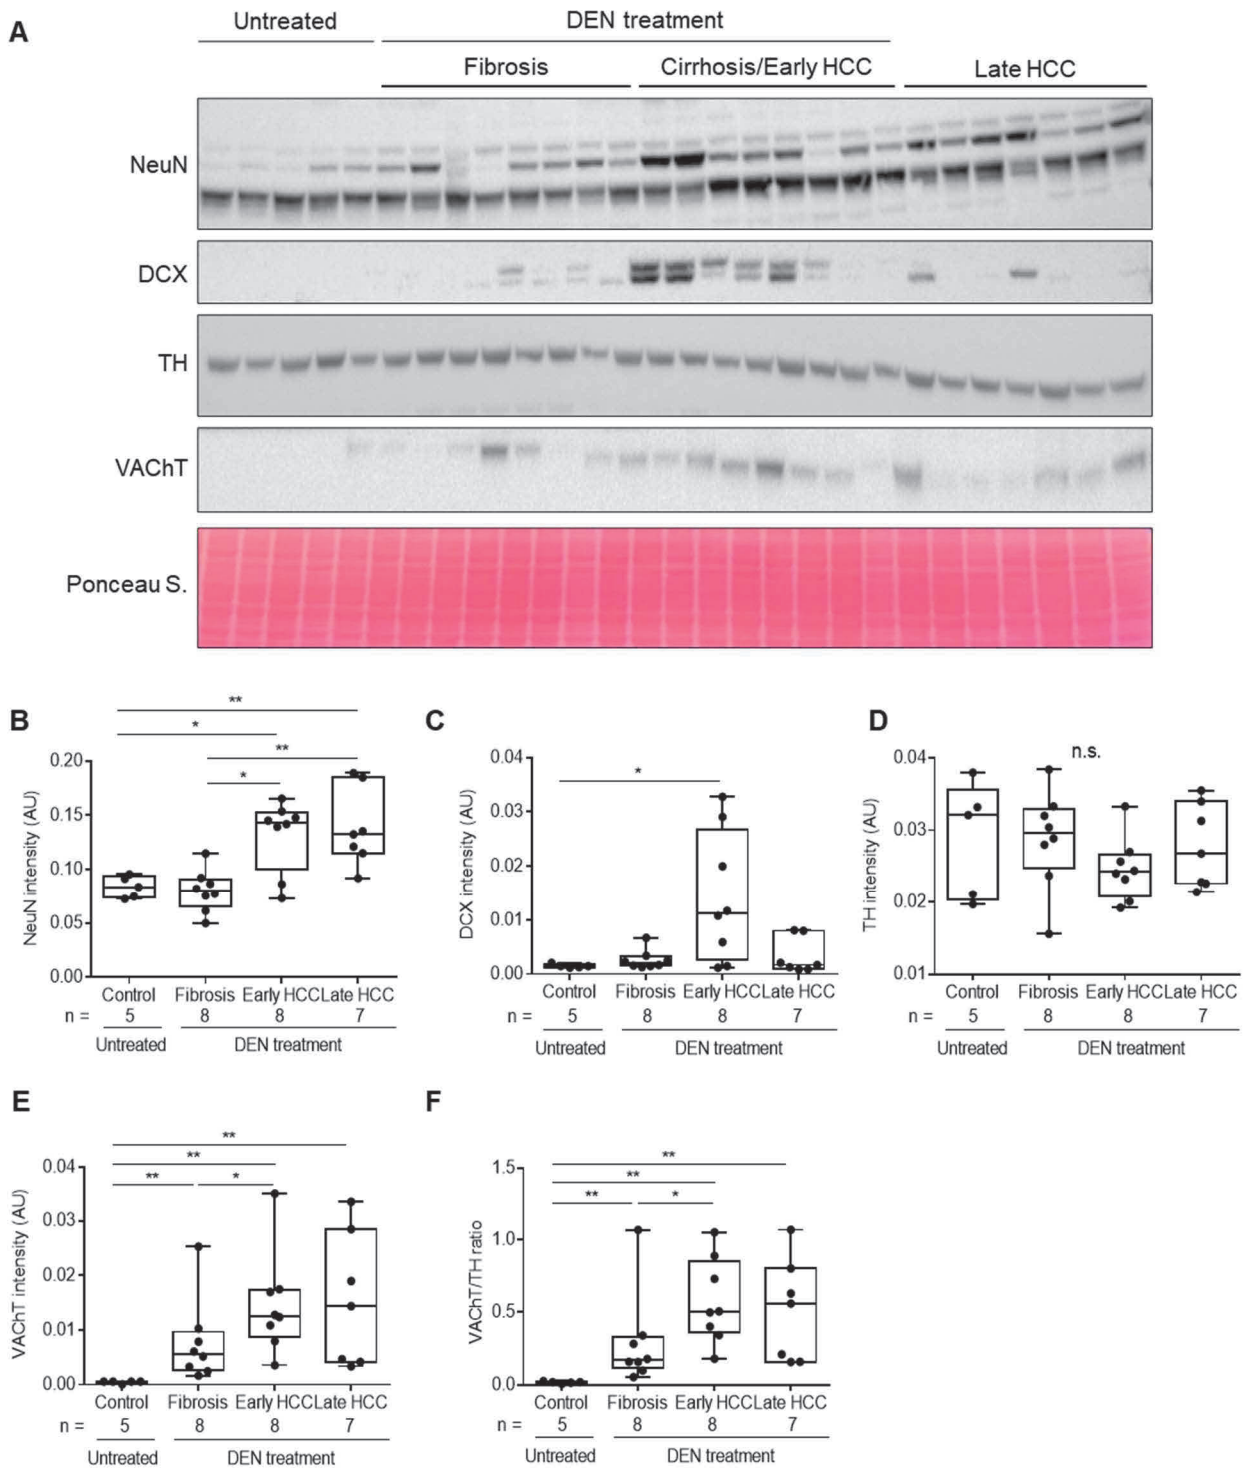 A
Untreated
DEN treatment
Fibrosis
Cirrhosis/Early HCC
Late HCC
NeuN
DCX
TH
VAChT
Ponceau S.
B
**
*
**
*
NeuN intensity (AU)
0.20
0.15
0.10
0.05
0.00
Control Fibrosis Early HCC Late HCC
n = 5 8 8 7
Untreated DEN treatment
C
*
DCX intensity (AU)
0.04
0.03
0.02
0.01
0.00
Control Fibrosis Early HCC Late HCC
n = 5 8 8 7
Untreated DEN treatment
D
n.s.
TH intensity (AU)
0.04
0.03
0.02
0.01
Control Fibrosis Early HCC Late HCC
n = 5 8 8 7
Untreated DEN treatment
E
**
**
** *
VAChT intensity (AU)
0.04
0.03
0.02
0.01
0.00
Control Fibrosis Early HCC Late HCC
n = 5 8 8 7
Untreated DEN treatment
F
**
**
** *
VAChT/TH ratio
1.5
1.0
0.5
0.0
Control Fibrosis Early HCC Late HCC
n = 5 8 8 7
Untreated DEN treatment